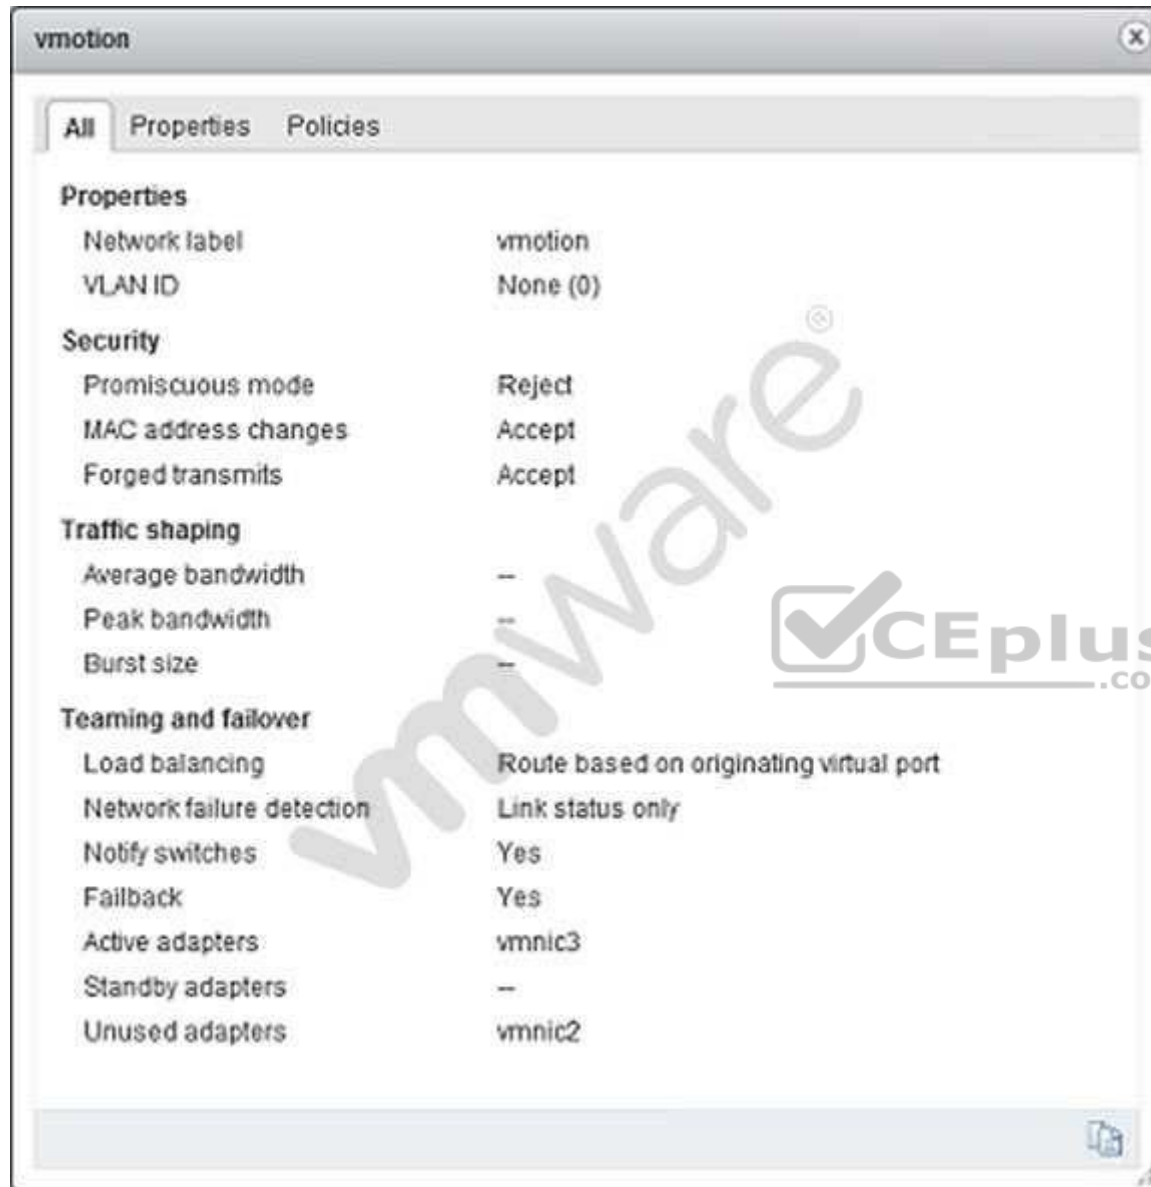 vmotion
All Properties Policies
Properties
Network label vmotion
VLAN ID None (0)
Security
Promiscuous mode Reject
MAC address changes Accept
Forged transmits Accept
Traffic shaping
Average bandwidth --
Peak bandwidth --
Burst size --
Teaming and failover
Load balancing Route based on originating virtual port
Network failure detection Link status only
Notify switches Yes
Failback Yes
Active adapters vmnic3
Standby adapters --
Unused adapters vmnic2
vmware®
CEplus
.co